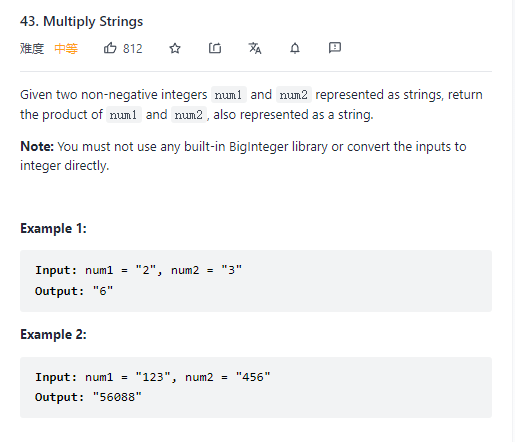 43. Multiply Strings
难度 中等 812
Given two non-negative integers num1 and num2 represented as strings, return
the product of num1 and num2 , also represented as a string.
Note: You must not use any built-in BigInteger library or convert the inputs to
integer directly.
Example 1:
Input: num1 = "2", num2 = "3"
Output: "6"
Example 2:
Input: num1 = "123", num2 = "456"
Output: "56088"